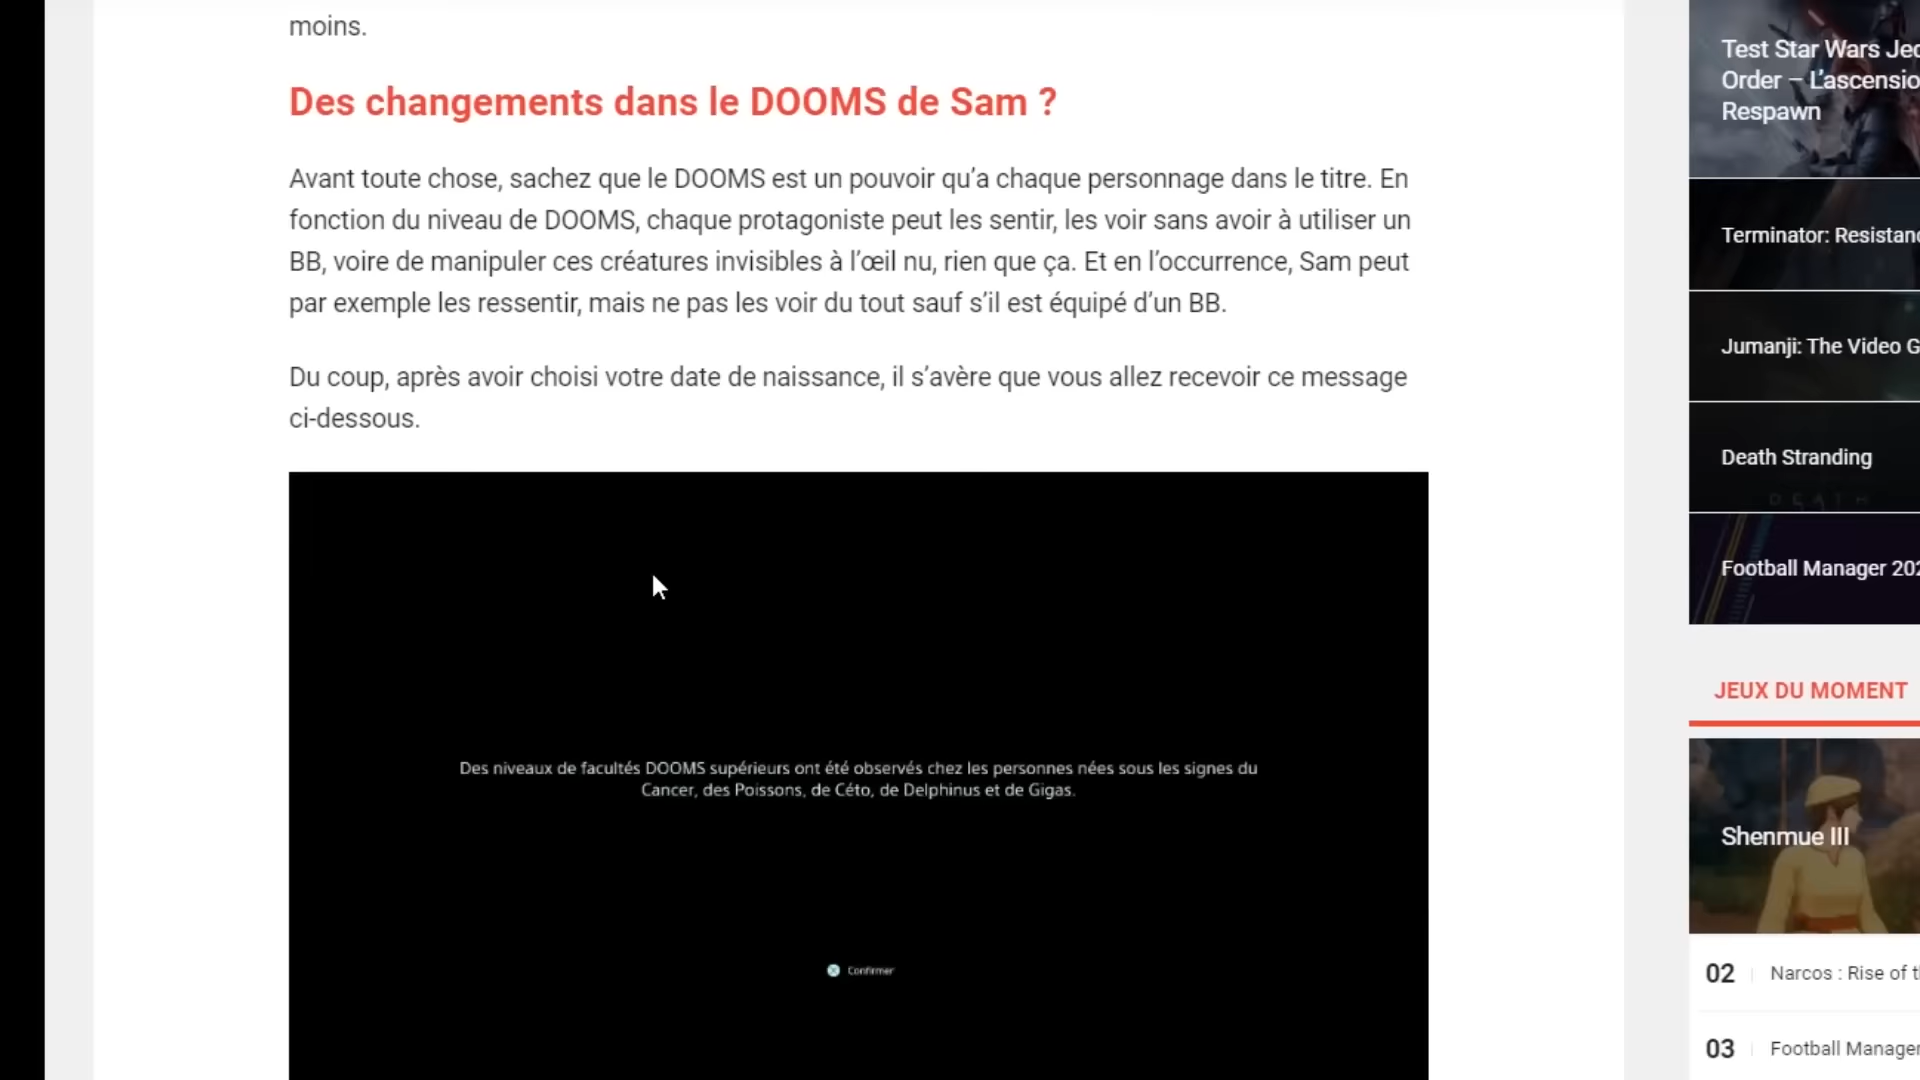 moins.
Des changements dans le DOOMS de Sam ?
Avant toute chose, sachez que le DOOMS est un pouvoir qu’a chaque personnage dans le titre. En
fonction du niveau de DOOMS, chaque protagoniste peut les sentir, les voir sans avoir à utiliser un
BB, voire de manipuler ces créatures invisibles à l’œil nu, rien que ça. Et en l’occurrence, Sam peut
par exemple les ressentir, mais ne pas les voir du tout sauf s’il est équipé d’un BB.
Du coup, après avoir choisi votre date de naissance, il s’avère que vous allez recevoir ce message
ci-dessous.
Des niveaux de facultés DOOMS supérieurs ont été observés chez les personnes nées sous les signes du
Cancer, des Poissons, de Céto, de Delphinus et de Gigas.
Confirmer
Test Star Wars Jed
Order – L’ascensio
Respawn
Terminator: Resistanc
Jumanji: The Video G
Death Stranding
DEATH
Football Manager 202
JEUX DU MOMENT
Shenmue III
02 Narcos : Rise of th
03 Football Manager